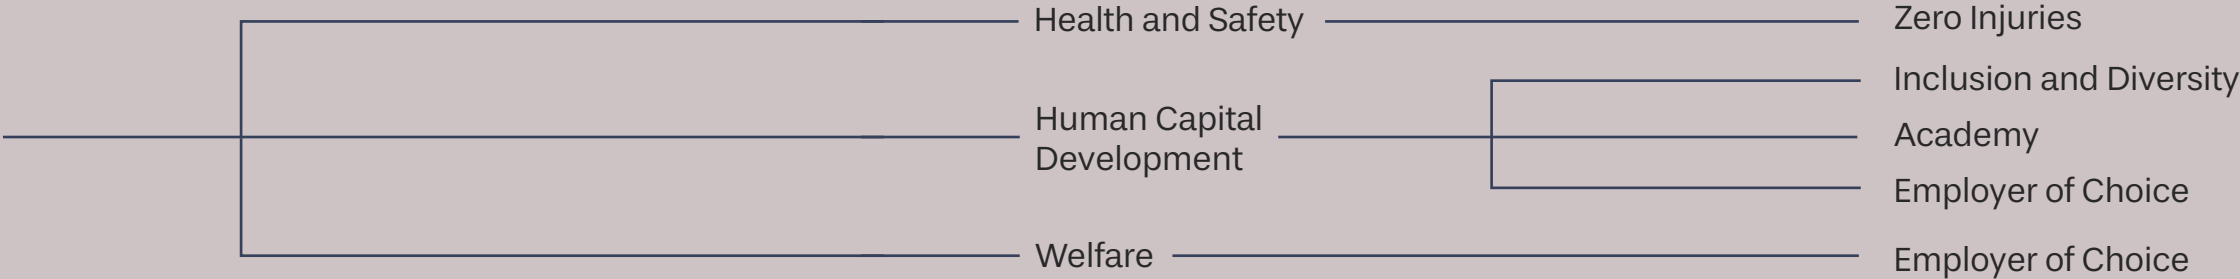 Health and Safety
Zero Injuries
Inclusion and Diversity
Human Capital
Development
Academy
Employer of Choice
Welfare
Employer of Choice